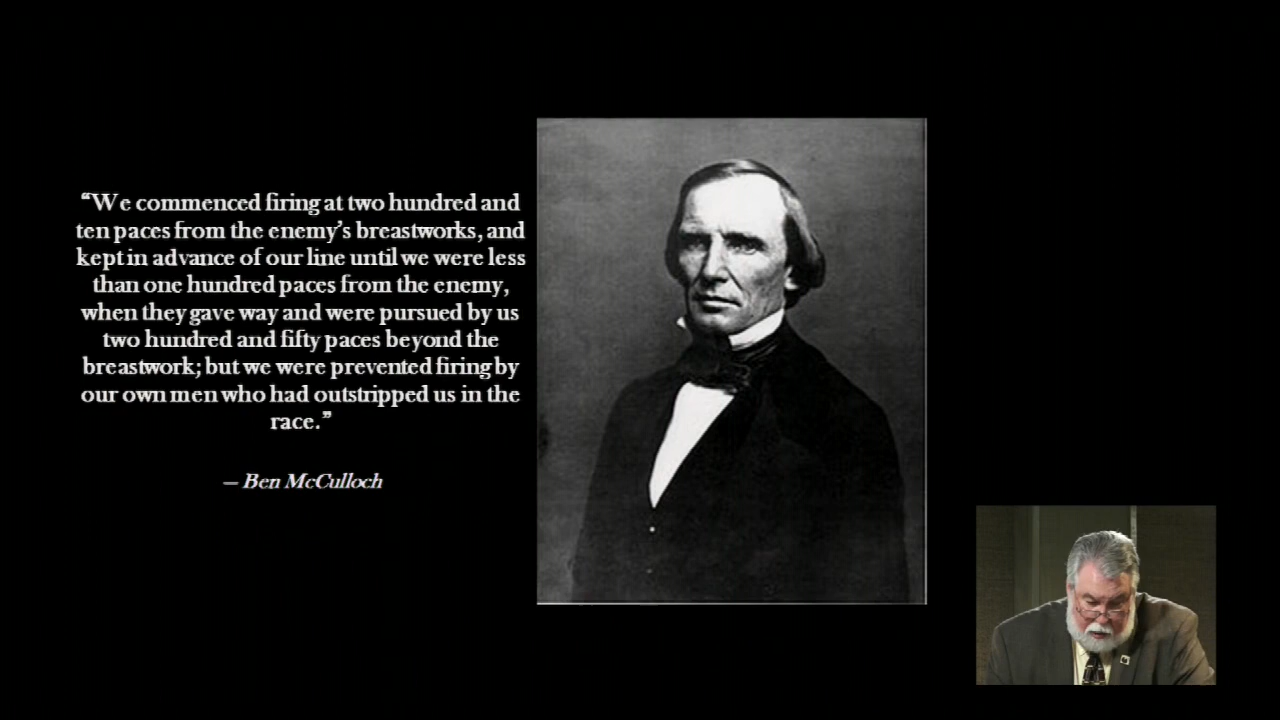 “We commenced firing at two hundred and
ten paces from the enemy’s breastworks, and
kept in advance of our line until we were less
than one hundred paces from the enemy,
when they gave way and were pursued by us
two hundred and fifty paces beyond the
breastwork; but we were prevented firing by
our own men who had outstripped us in the
race.”
– Ben McCulloch